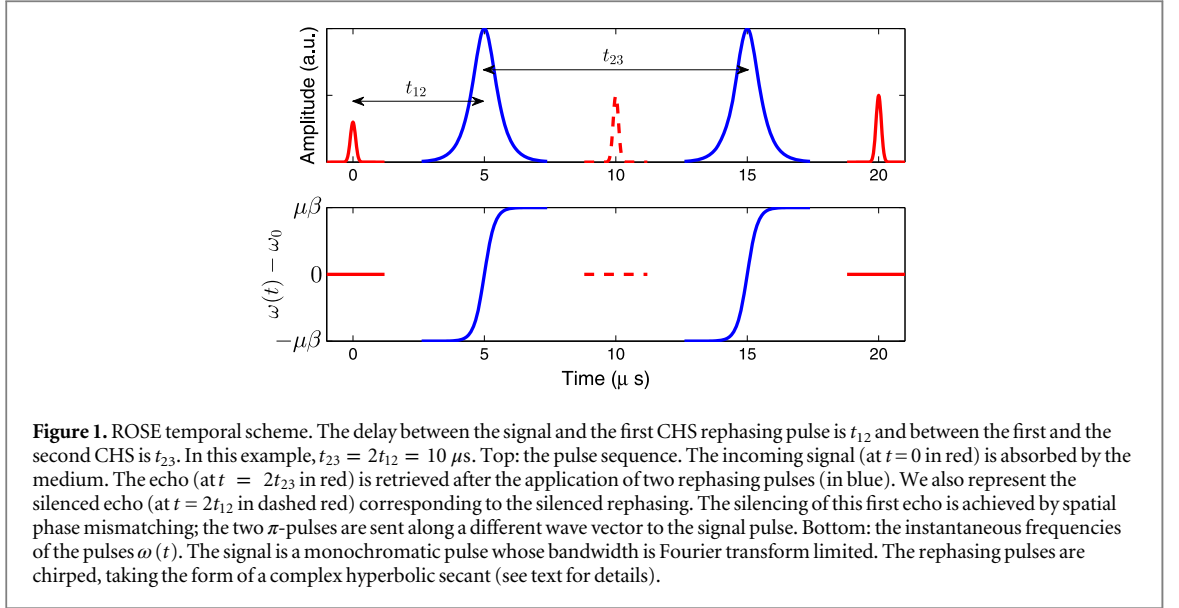 Amplitude (a.u.)
t12
t23
0 5 10 15 20
ω(t) − ω0
μβ
0
−μβ
0 5 10 15 20
Time (μ s)
Figure 1. ROSE temporal scheme. The delay between the signal and the first CHS rephasing pulse is t12 and between the first and the
second CHS is t23. In this example, t23 = 2t12 = 10 μs. Top: the pulse sequence. The incoming signal (at t = 0 in red) is absorbed by the
medium. The echo (at t = 2t23 in red) is retrieved after the application of two rephasing pulses (in blue). We also represent the
silenced echo (at t = 2t12 in dashed red) corresponding to the silenced rephasing. The silencing of this first echo is achieved by spatial
phase mismatching; the two π-pulses are sent along a different wave vector to the signal pulse. Bottom: the instantaneous frequencies
of the pulses ω (t). The signal is a monochromatic pulse whose bandwidth is Fourier transform limited. The rephasing pulses are
chirped, taking the form of a complex hyperbolic secant (see text for details).